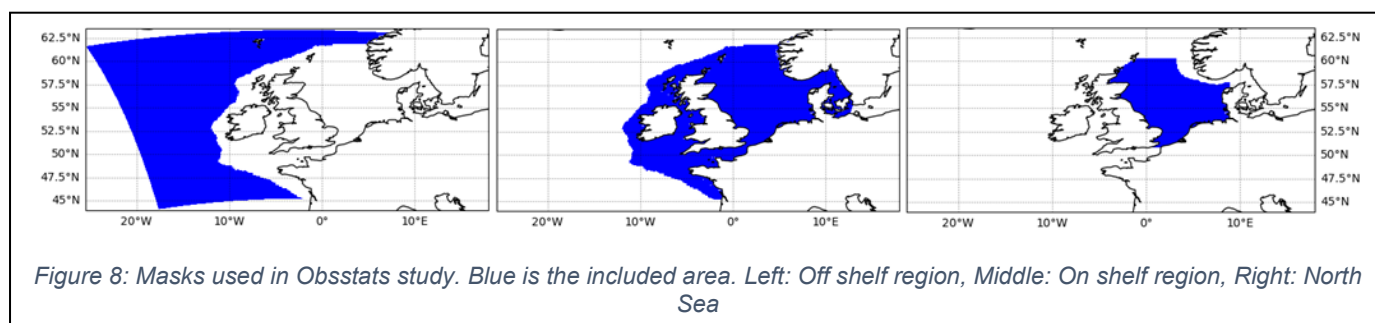 62.5°N
60°N
57.5°N
55°N
52.5°N
50°N
47.5°N
45°N
20°W 10°W 0° 10°E
20°W 10°W 0° 10°E
20°W 10°W 0° 10°E
62.5°N
60°N
57.5°N
55°N
52.5°N
50°N
47.5°N
45°N
Figure 8: Masks used in Obsstats study. Blue is the included area. Left: Off shelf region, Middle: On shelf region, Right: North
Sea